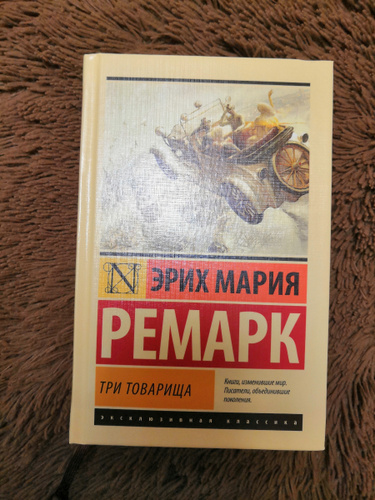 N
ЭРИХ МАРИЯ
РЕМАРК
ТРИ ТОВАРИЩА
Книги, изменившие мир.
Писатели, объединившие
поколения.
эксклюзивная классика